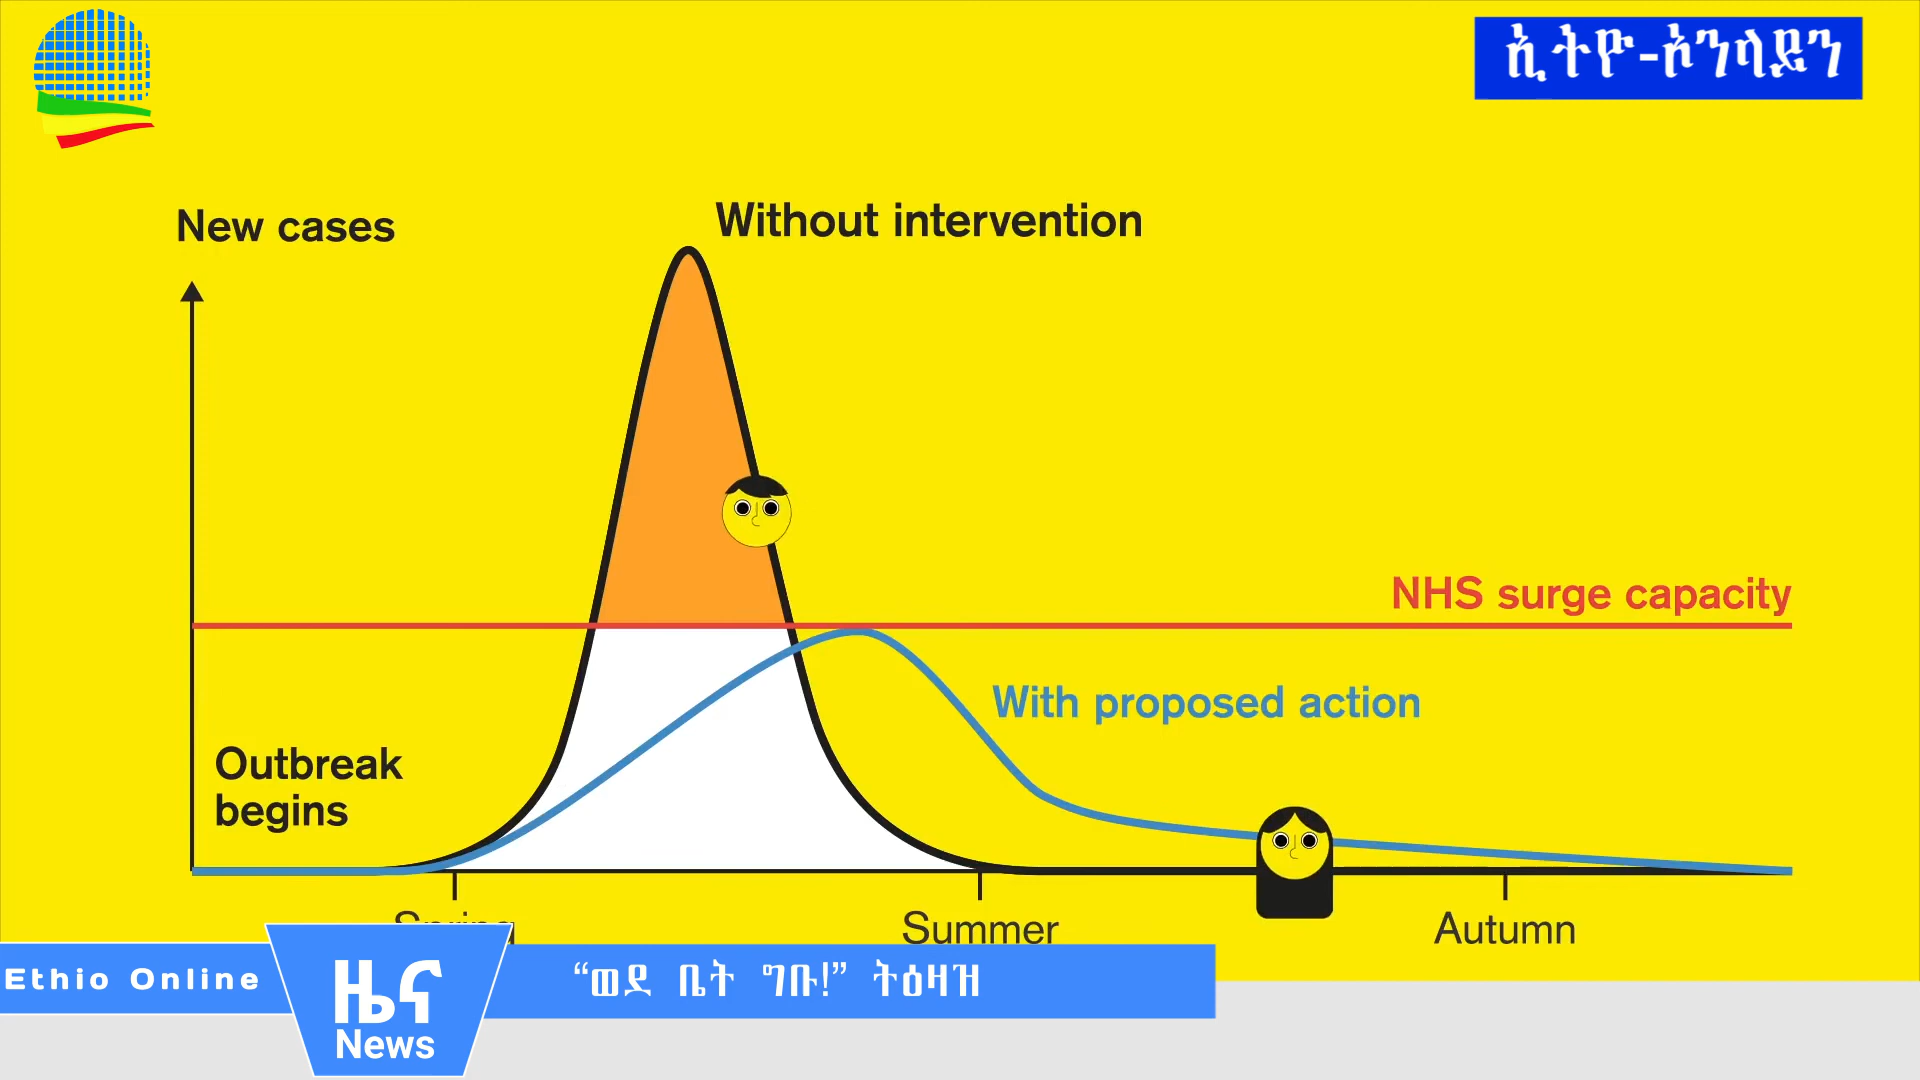 ኢትዮ-ኦንላይን
New cases
Without intervention
NHS surge capacity
With proposed action
Outbreak
begins
Spring
Summer
Autumn
Ethio Online
ዜና
News
“ወደ ቤት ግቡ!” ትዕዛዝ